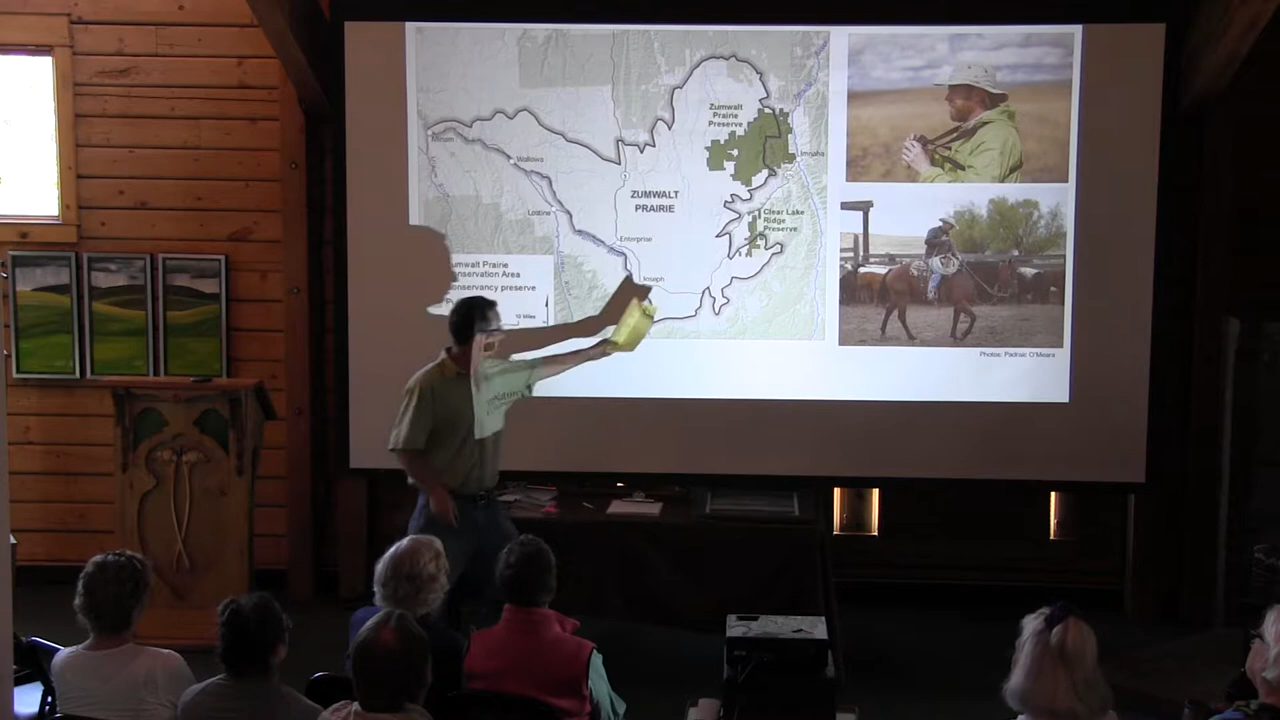 Zumwalt
Prairie
Preserve
Minam
Wallowa
Imnaha
ZUMWALT
PRAIRIE
Lostine
Clear Lake
Ridge
Preserve
Enterprise
Joseph
umwalt Prairie
onservation Area
onservancy preserve
10 Miles
Photos: Padraic O'Meara